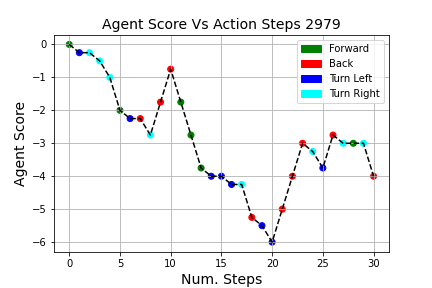 Agent Score Vs Action Steps 2979
Forward
Back
Turn Left
Turn Right
Agent Score
0
−1
−2
−3
−4
−5
−6
0 5 10 15 20 25 30
Num. Steps